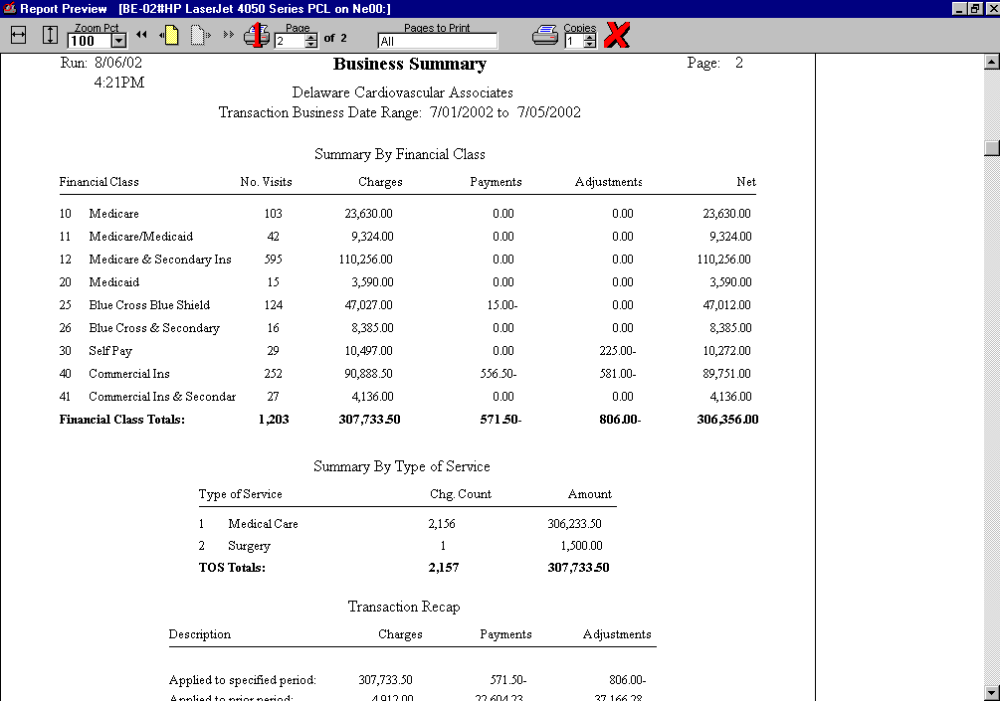 Report Preview [BE-02#HP LaserJet 4050 Series PCL on Ne00:]
Zoom Pct Page Pages to Print Copies
100 1 2 of 2 All 1
Run: 8/06/02 Business Summary Page: 2
4:21PM
Delaware Cardiovascular Associates
Transaction Business Date Range: 7/01/2002 to 7/05/2002
Summary By Financial Class
Financial Class No. Visits Charges Payments Adjustments Net
10 Medicare 103 23,630.00 0.00 0.00 23,630.00
11 Medicare/Medicaid 42 9,324.00 0.00 0.00 9,324.00
12 Medicare & Secondary Ins 595 110,256.00 0.00 0.00 110,256.00
20 Medicaid 15 3,590.00 0.00 0.00 3,590.00
25 Blue Cross Blue Shield 124 47,027.00 15.00- 0.00 47,012.00
26 Blue Cross & Secondary 16 8,385.00 0.00 0.00 8,385.00
30 Self Pay 29 10,497.00 0.00 225.00- 10,272.00
40 Commercial Ins 252 90,888.50 556.50- 581.00- 89,751.00
41 Commercial Ins & Secondar 27 4,136.00 0.00 0.00 4,136.00
Financial Class Totals: 1,203 307,733.50 571.50- 806.00- 306,356.00
Summary By Type of Service
Type of Service Chg. Count Amount
1 Medical Care 2,156 306,233.50
2 Surgery 1 1,500.00
TOS Totals: 2,157 307,733.50
Transaction Recap
Description Charges Payments Adjustments
Applied to specified period: 307,733.50 571.50- 806.00-
Applied to prior period: 4,912.00 22,604.23 37,166.28